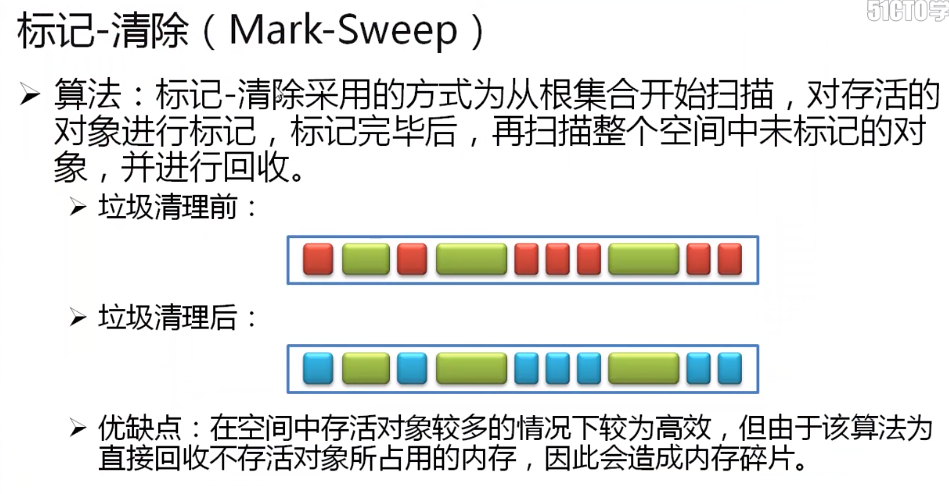 51CTO学
标记-清除（Mark-Sweep）
➢ 算法：标记-清除采用的方式为从根集合开始扫描，对存活的
对象进行标记，标记完毕后，再扫描整个空间中未标记的对
象，并进行回收。
➢ 垃圾清理前：
➢ 垃圾清理后：
➢ 优缺点：在空间中存活对象较多的情况下较为高效，但由于该算法为
直接回收不存活对象所占用的内存，因此会造成内存碎片。